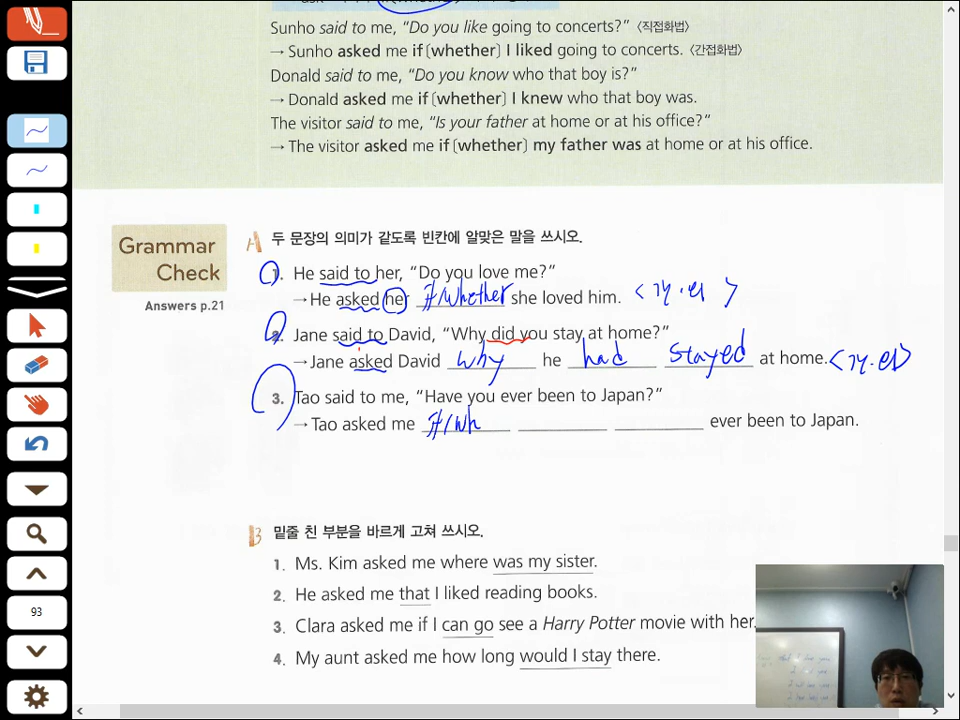 Sunho said to me, “Do you like going to concerts?” 〈직접화법〉
→ Sunho asked me if〔whether〕 I liked going to concerts. 〈간접화법〉
Donald said to me, “Do you know who that boy is?”
→ Donald asked me if〔whether〕 I knew who that boy was.
The visitor said to me, “Is your father at home or at his office?”
→ The visitor asked me if〔whether〕 my father was at home or at his office.
Grammar Check
Answers p.21
A 두 문장의 의미가 같도록 빈칸에 알맞은 말을 쓰시오.
1. He said to her, “Do you love me?”
→ He asked her if/whether she loved him.
2. Jane said to David, “Why did you stay at home?”
→ Jane asked David why he had stayed at home.
3. Tao said to me, “Have you ever been to Japan?”
→ Tao asked me if/wh ever been to Japan.
B 밑줄 친 부분을 바르게 고쳐 쓰시오.
1. Ms. Kim asked me where was my sister.
2. He asked me that I liked reading books.
3. Clara asked me if I can go see a Harry Potter movie with her.
4. My aunt asked me how long would I stay there.
93